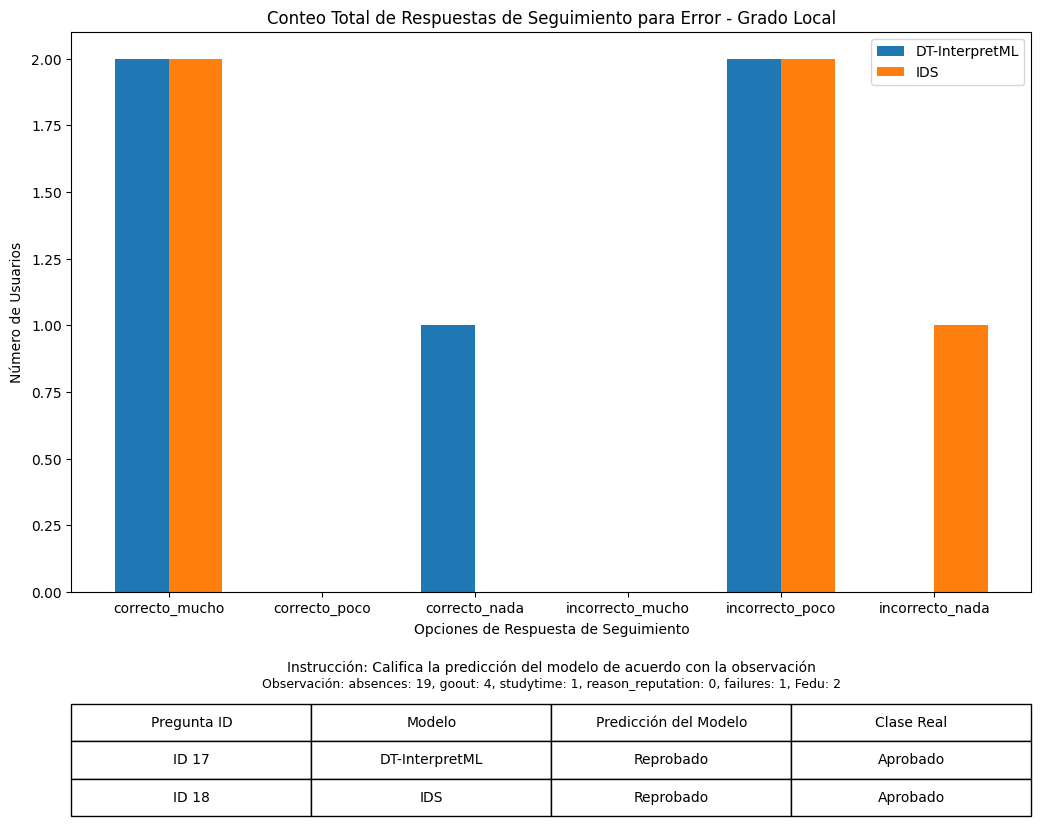 Conteo Total de Respuestas de Seguimiento para Error - Grado Local
DT-InterpretML
IDS
2.00
1.75
1.50
1.25
1.00
0.75
0.50
0.25
0.00
Número de Usuarios
correcto_mucho correcto_poco correcto_nada incorrecto_mucho incorrecto_poco incorrecto_nada
Opciones de Respuesta de Seguimiento
Instrucción: Califica la predicción del modelo de acuerdo con la observación
Observación: absences: 19, goout: 4, studytime: 1, reason_reputation: 0, failures: 1, Fedu: 2
Pregunta ID Modelo Predicción del Modelo Clase Real
ID 17 DT-InterpretML Reprobado Aprobado
ID 18 IDS Reprobado Aprobado